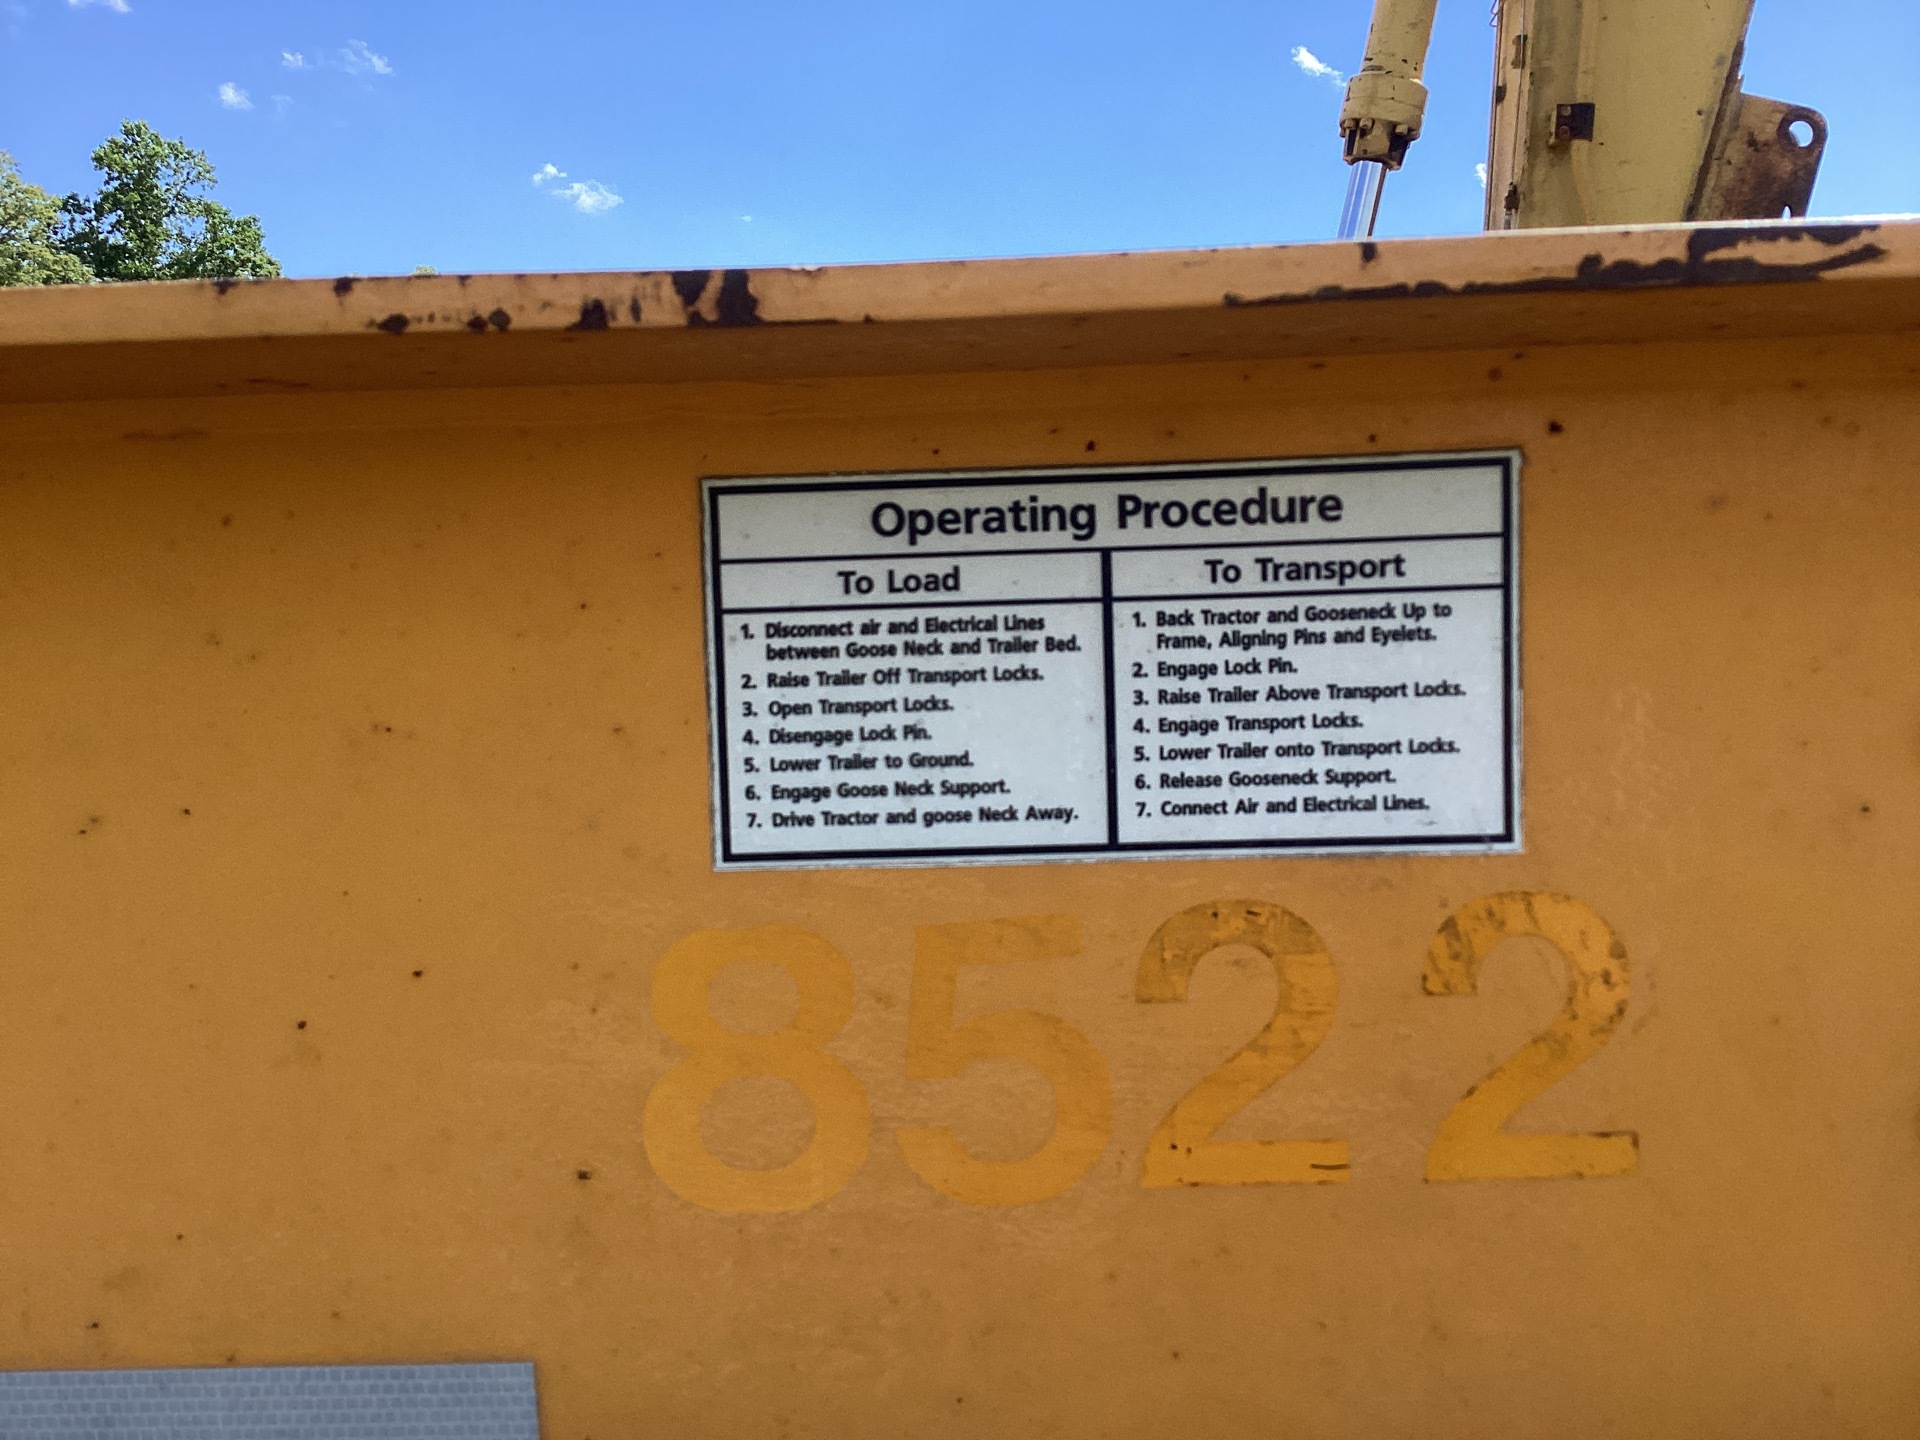 Operating Procedure
To Load
1. Disconnect air and Electrical Lines
between Goose Neck and Trailer Bed.
2. Raise Trailer Off Transport Locks.
3. Open Transport Locks.
4. Disengage Lock Pin.
5. Lower Trailer to Ground.
6. Engage Goose Neck Support.
7. Drive Tractor and goose Neck Away.
To Transport
1. Back Tractor and Gooseneck Up to
Frame, Aligning Pins and Eyelets.
2. Engage Lock Pin.
3. Raise Trailer Above Transport Locks.
4. Engage Transport Locks.
5. Lower Trailer onto Transport Locks.
6. Release Gooseneck Support.
7. Connect Air and Electrical Lines.
8522